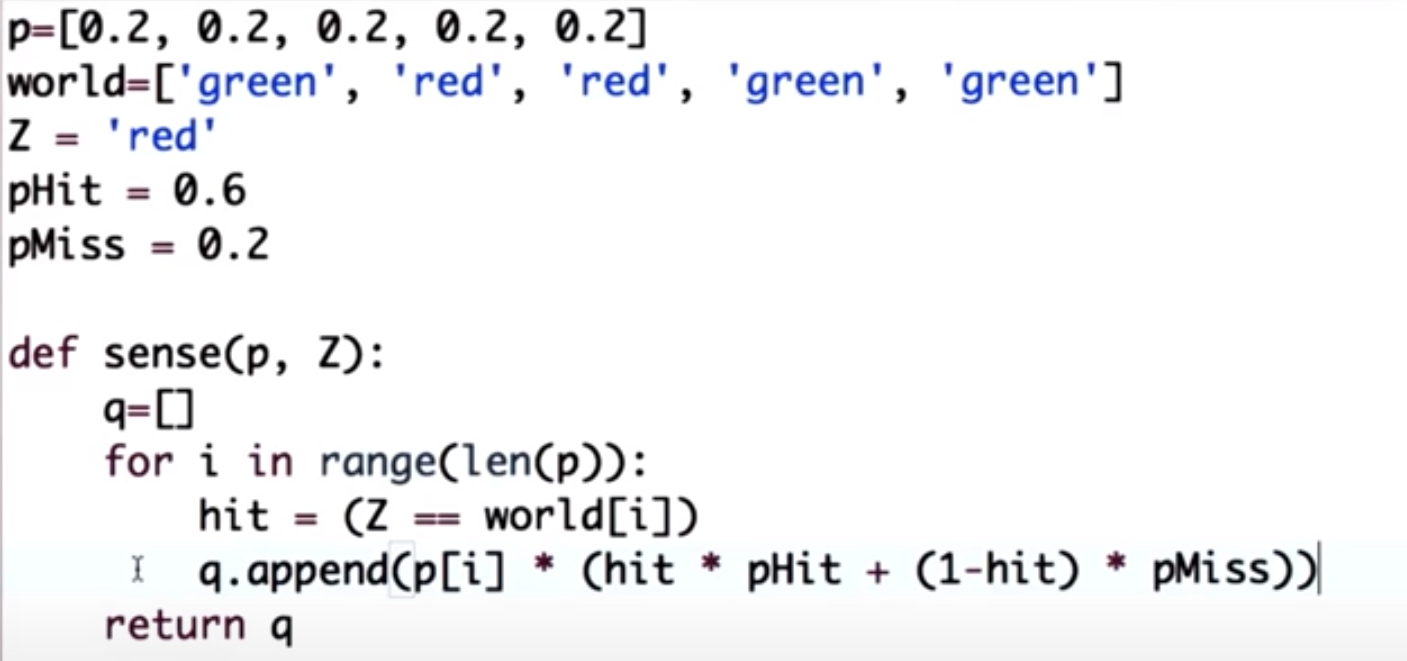 p=[0.2, 0.2, 0.2, 0.2, 0.2]
world=['green', 'red', 'red', 'green', 'green']
Z = 'red'
pHit = 0.6
pMiss = 0.2
def sense(p, Z):
    q=[]
    for i in range(len(p)):
        hit = (Z == world[i])
        q.append(p[i] * (hit * pHit + (1-hit) * pMiss))
    return q